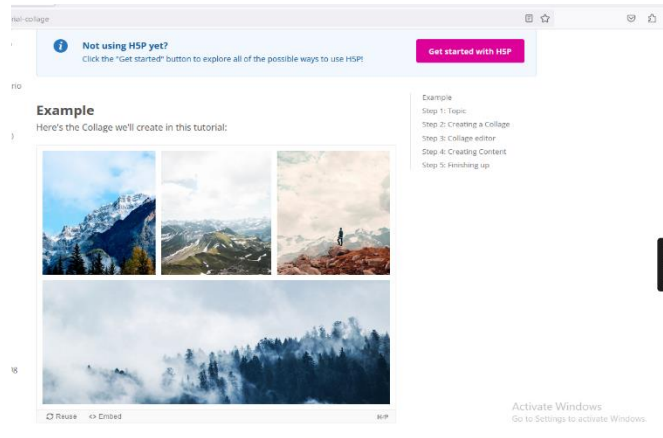 rial-collage
Not using H5P yet?
Click the "Get started" button to explore all of the possible ways to use H5P!
Get started with H5P
no
Example
Here's the Collage we'll create in this tutorial:
Example
Step 1: Topic
Step 2: Creating a Collage
Step 3: Collage editor
Step 4: Creating Content
Step 5: Finishing up
Reuse <> Embed
H5P
Activate Windows
Go to Settings to activate Windows.